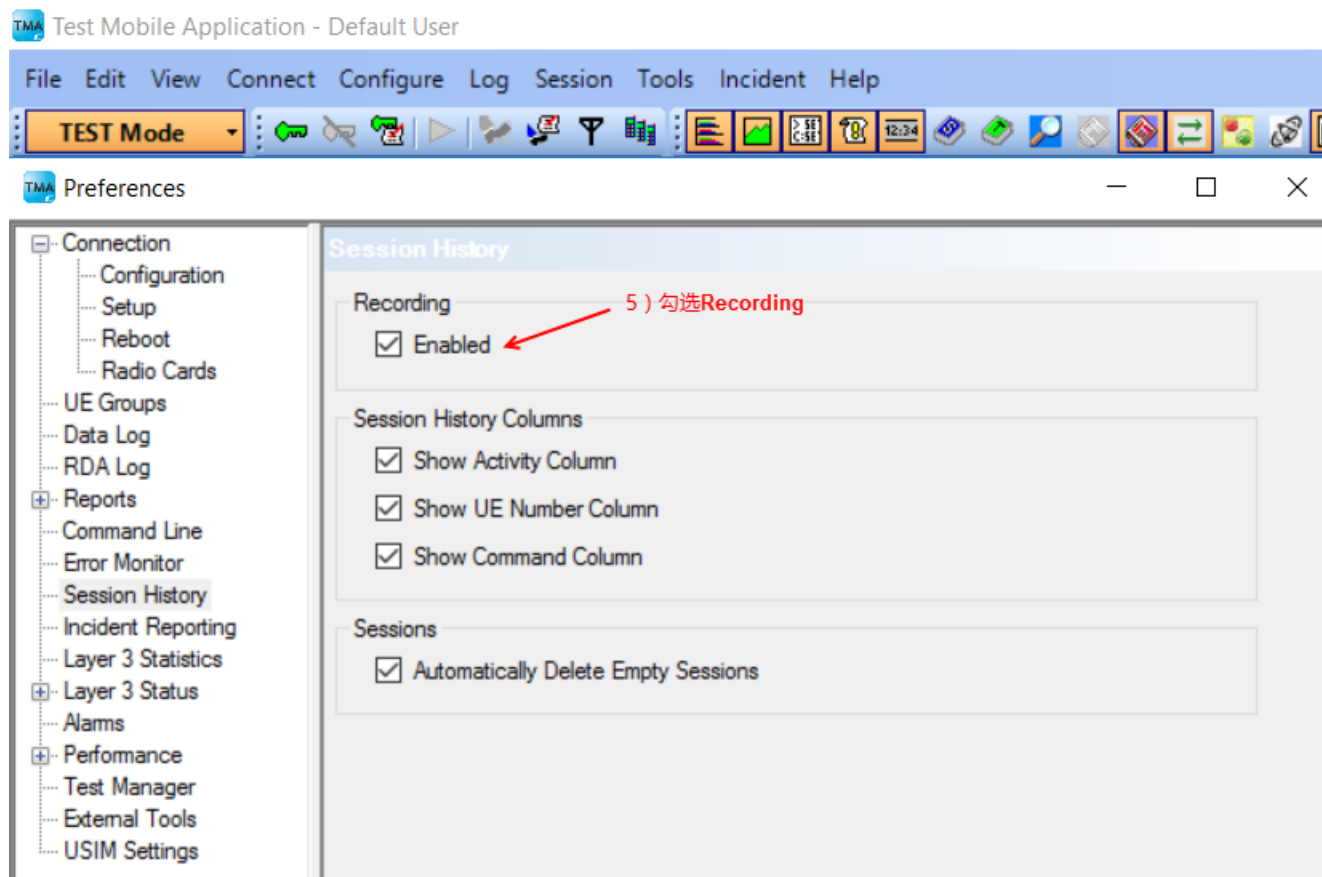 TMA Test Mobile Application - Default User
File Edit View Connect Configure Log Session Tools Incident Help
TEST Mode
12:34
TMA Preferences
Connection
Configuration
Setup
Reboot
Radio Cards
UE Groups
Data Log
RDA Log
Reports
Command Line
Error Monitor
Session History
Incident Reporting
Layer 3 Statistics
Layer 3 Status
Alarms
Performance
Test Manager
External Tools
USIM Settings
Session History
Recording
5）勾选Recording
Enabled
Session History Columns
Show Activity Column
Show UE Number Column
Show Command Column
Sessions
Automatically Delete Empty Sessions